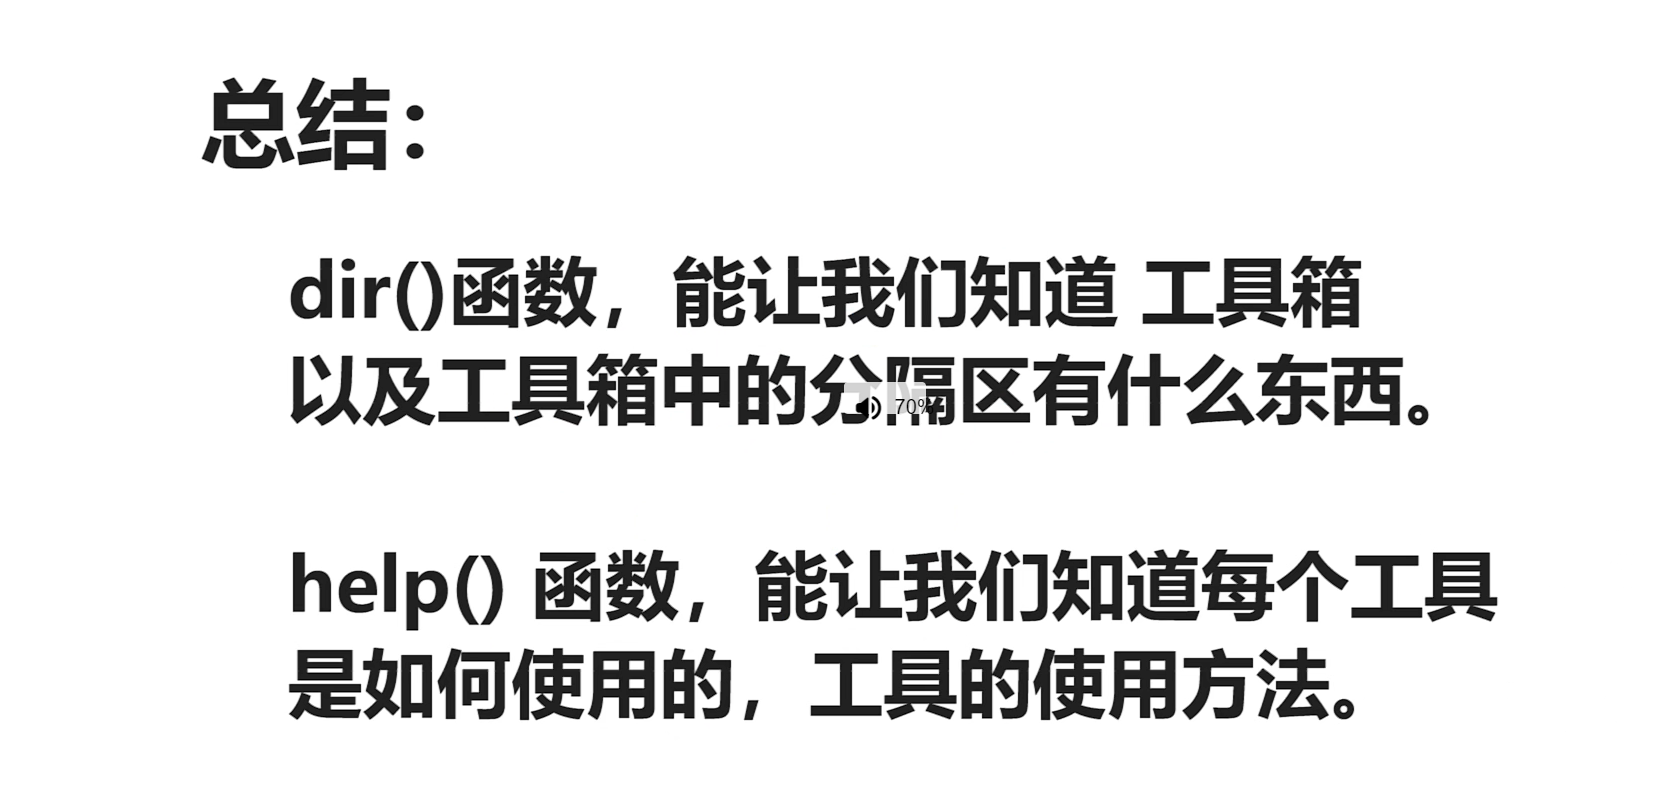 总结：
dir()函数，能让我们知道 工具箱
以及工具箱中的分隔区有什么东西。
70%
help() 函数，能让我们知道每个工具
是如何使用的，工具的使用方法。